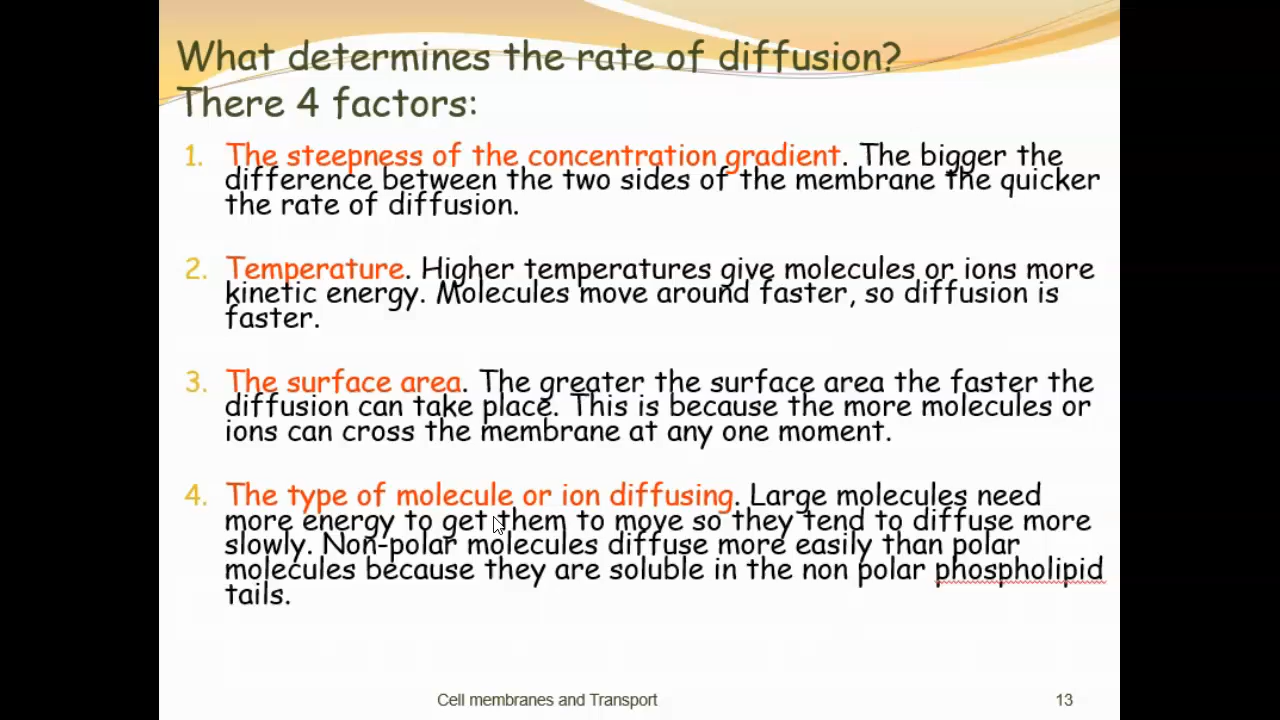 What determines the rate of diffusion?
There 4 factors:
1. The steepness of the concentration gradient. The bigger the
difference between the two sides of the membrane the quicker
the rate of diffusion.
2. Temperature. Higher temperatures give molecules or ions more
kinetic energy. Molecules move around faster, so diffusion is
faster.
3. The surface area. The greater the surface area the faster the
diffusion can take place. This is because the more molecules or
ions can cross the membrane at any one moment.
4. The type of molecule or ion diffusing. Large molecules need
more energy to get them to move so they tend to diffuse more
slowly. Non-polar molecules diffuse more easily than polar
molecules because they are soluble in the non polar phospholipid
tails.
Cell membranes and Transport
13